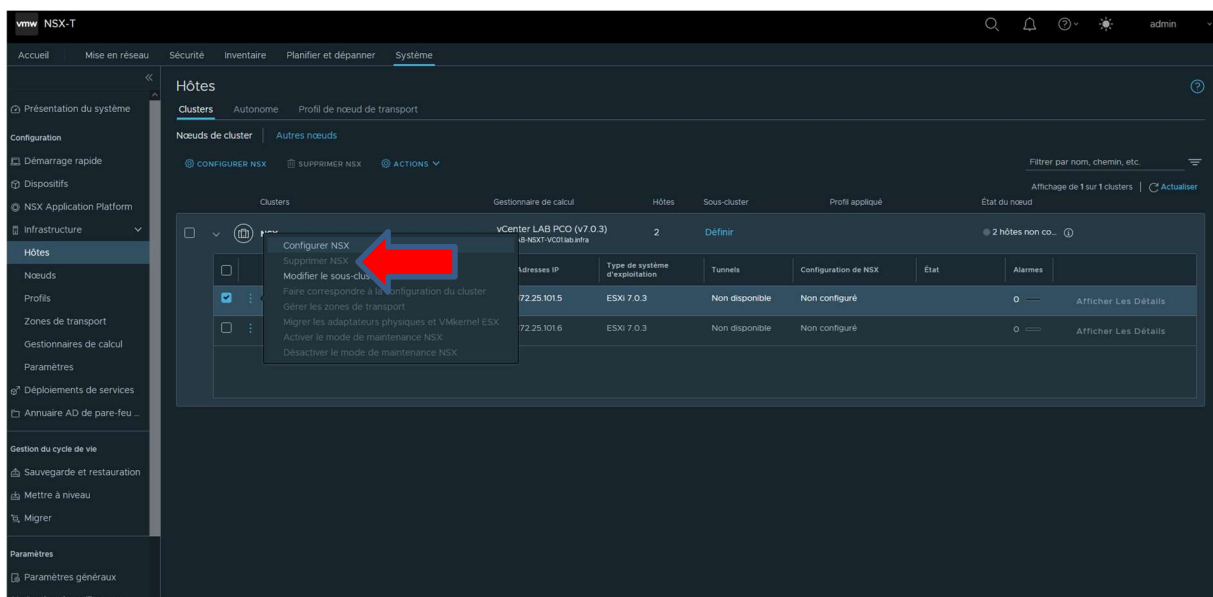 vmw NSX-T
admin
Accueil Mise en réseau Sécurité Inventaire Planifier et dépanner Système
Hôtes
Présentation du système
Clusters Autonome Profil de nœud de transport
Configuration
Nœuds de cluster Autres nœuds
Démarrage rapide
CONFIGURER NSX SUPPRIMER NSX ACTIONS
Filtrer par nom, chemin, etc.
Dispositifs
Affichage de 1 sur 1 clusters Actualiser
NSX Application Platform
Clusters Gestionnaire de calcul Hôtes Sous-cluster Profil appliqué État du nœud
Infrastructure
vCenter LAB PCO (v7.0.3) 2 Définir 2 hôtes non co...
Configurer NSX
Hôtes
Supprimer NSX
Adresses IP Type de système d'exploitation Tunnels Configuration de NSX État Alarmes
Nœuds
Modifier le
Faire correspondre à la configuration du cluster
Profils
72.25.101.5 ESXi 7.0.3 Non disponible Non configuré 0 Afficher Les Détails
Gérer les zones de transport
Zones de transport
Migrer les adaptateurs physiques et VMkernel ESX
72.25.101.6 ESXi 7.0.3 Non disponible Non configuré 0 Afficher Les Détails
Activer le mode de maintenance NSX
Gestionnaires de calcul
Désactiver le mode de maintenance NSX
Paramètres
Déploiements de services
Annuaire AD de pare-feu ...
Gestion du cycle de vie
Sauvegarde et restauration
Mettre à niveau
Migrer
Paramètres
Paramètres généraux